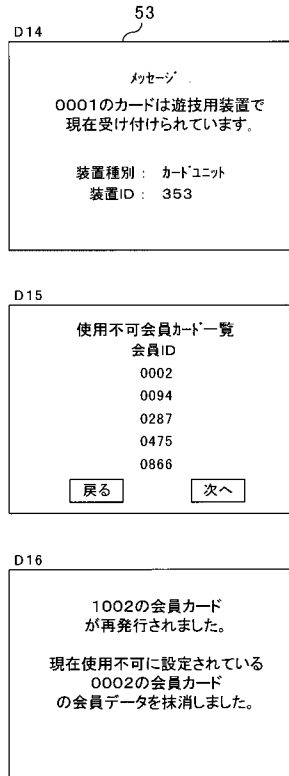 53
D14
メッセージ
0001のカードは遊技用装置で
現在受け付けられています。
装置種別： カードユニット
装置ID： 353
D15
使用不可会員カード一覧
会員ID
0002
0094
0287
0475
0866
戻る 次へ
D16
1002の会員カード
が再発行されました。
現在使用不可に設定されている
0002の会員カード
の会員データを抹消しました。